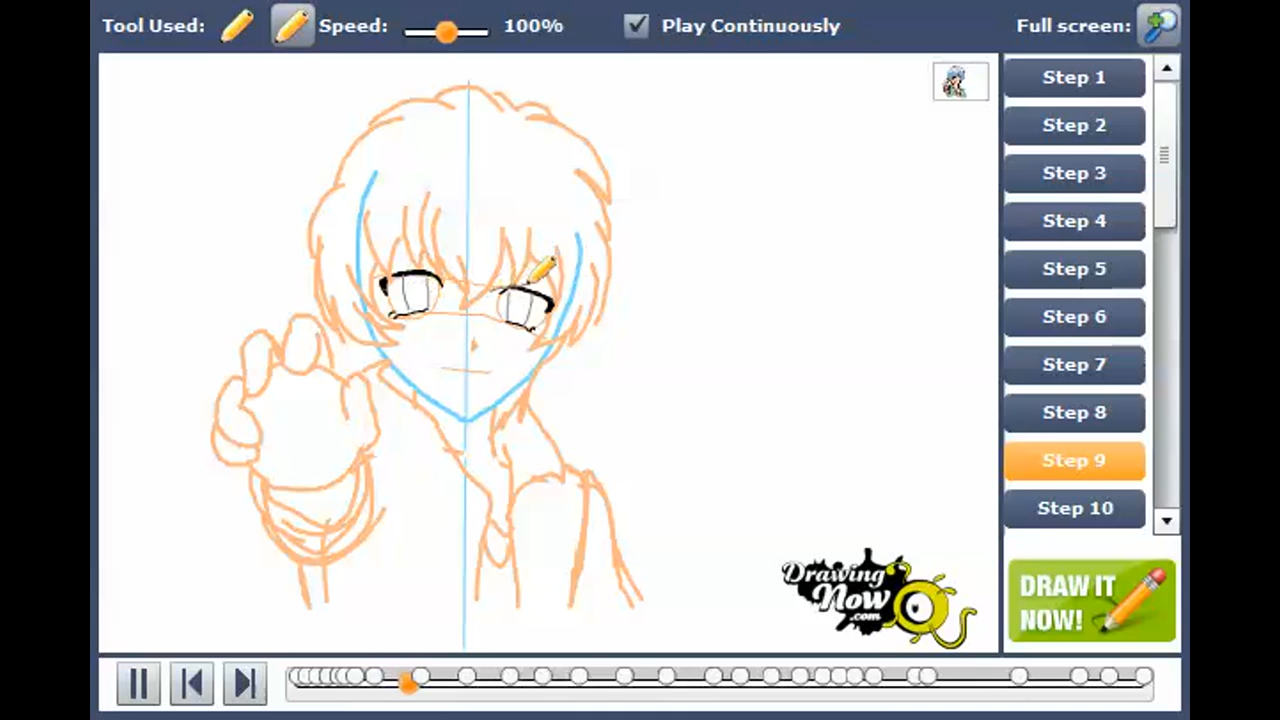 Tool Used:
Speed:
100%
Play Continuously
Full screen:
Step 1
Step 2
Step 3
Step 4
Step 5
Step 6
Step 7
Step 8
Step 9
Step 10
Drawing
Now
.com
DRAW IT
NOW!